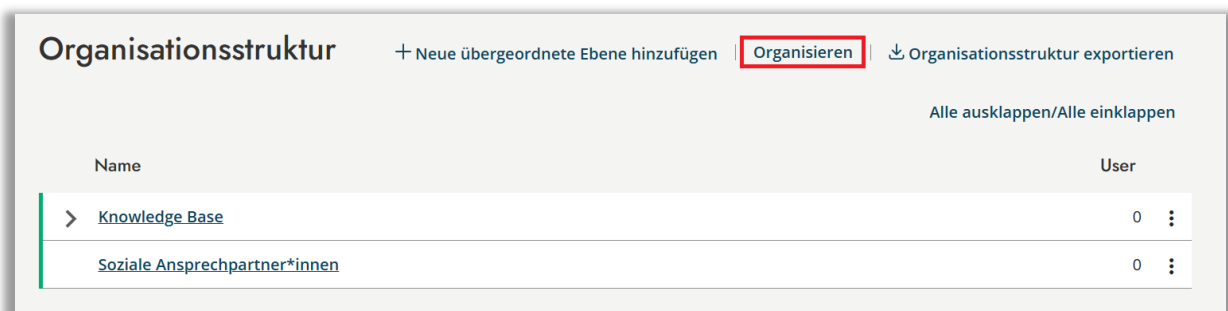 Organisationsstruktur
Neue übergeordnete Ebene hinzufügen | Organisieren | Organisationsstruktur exportieren
Alle ausklappen/Alle einklappen
Name User
Knowledge Base 0
Soziale Ansprechpartner*innen 0